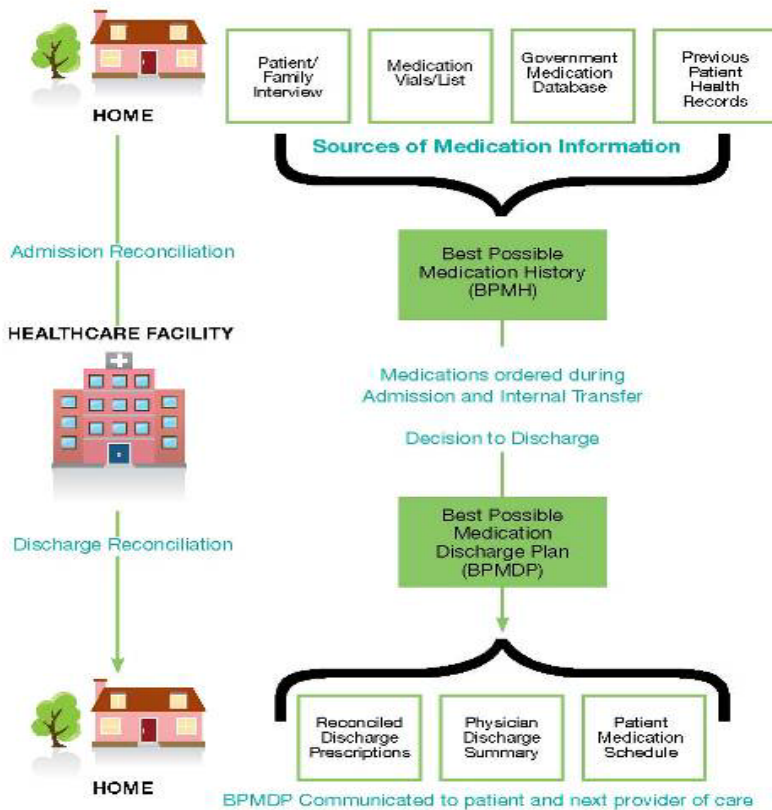 HOME
Patient/
Family
Interview
Medication
Vials/List
Government
Medication
Database
Previous
Patient
Health
Records
Sources of Medication Information
Admission Reconciliation
Best Possible
Medication History
(BPMH)
HEALTHCARE FACILITY
Medications ordered during
Admission and Internal Transfer
Decision to Discharge
Discharge Reconciliation
Best Possible
Medication
Discharge Plan
(BPMDP)
HOME
Reconciled
Discharge
Prescriptions
Physician
Discharge
Summary
Patient
Medication
Schedule
BPMDP Communicated to patient and next provider of care